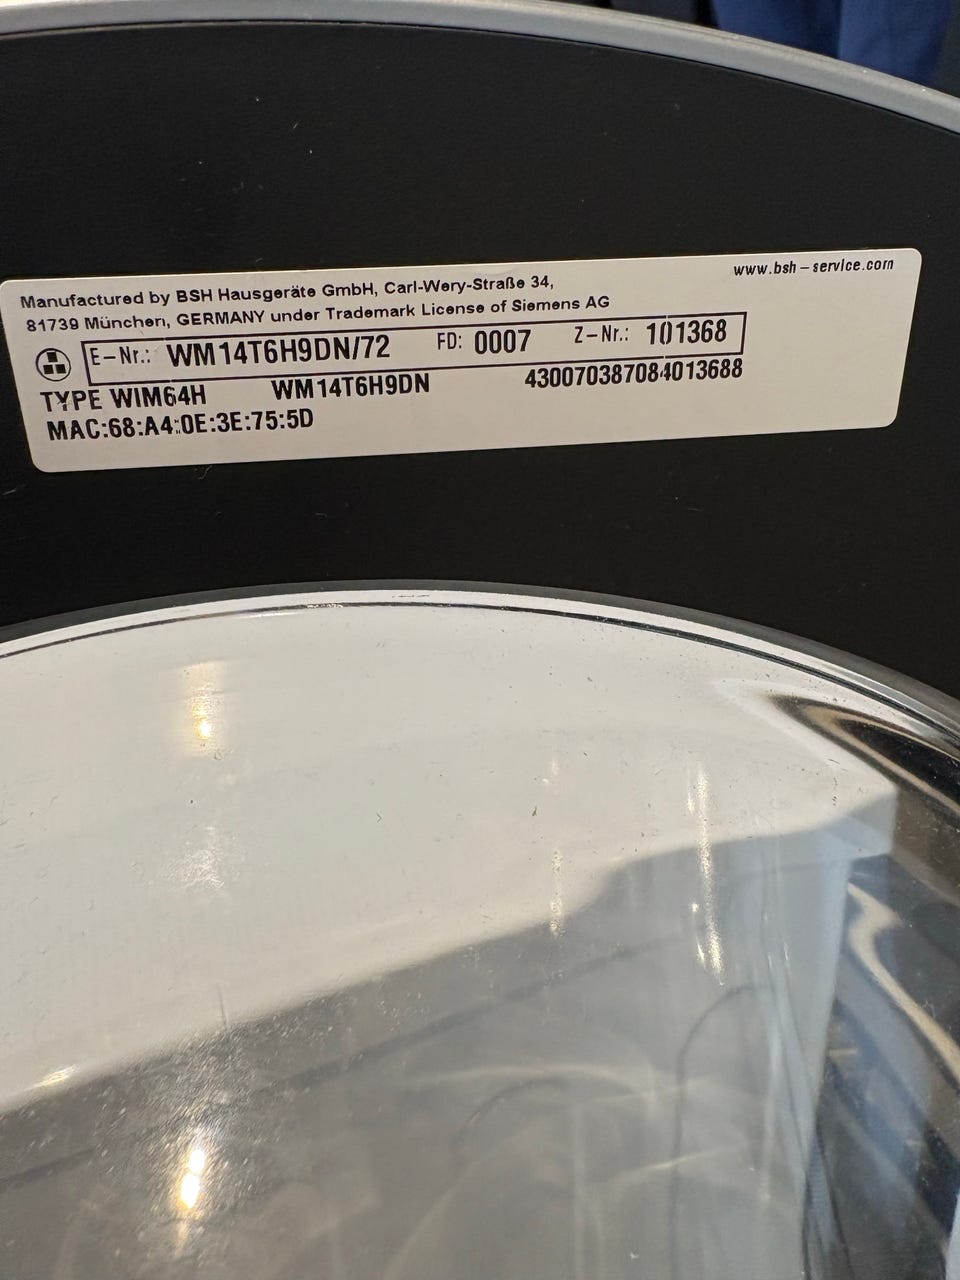 www.bsh-service.com
Manufactured by BSH Hausgeräte GmbH, Carl-Wery-Straße 34,
81739 München, GERMANY under Trademark License of Siemens AG
E-Nr.: WM14T6H9DN/72 FD: 0007 Z-Nr.: 101368
TYPE WIM64H WM14T6H9DN 430070387084013688
MAC:68:A4:0E:3E:75:5D